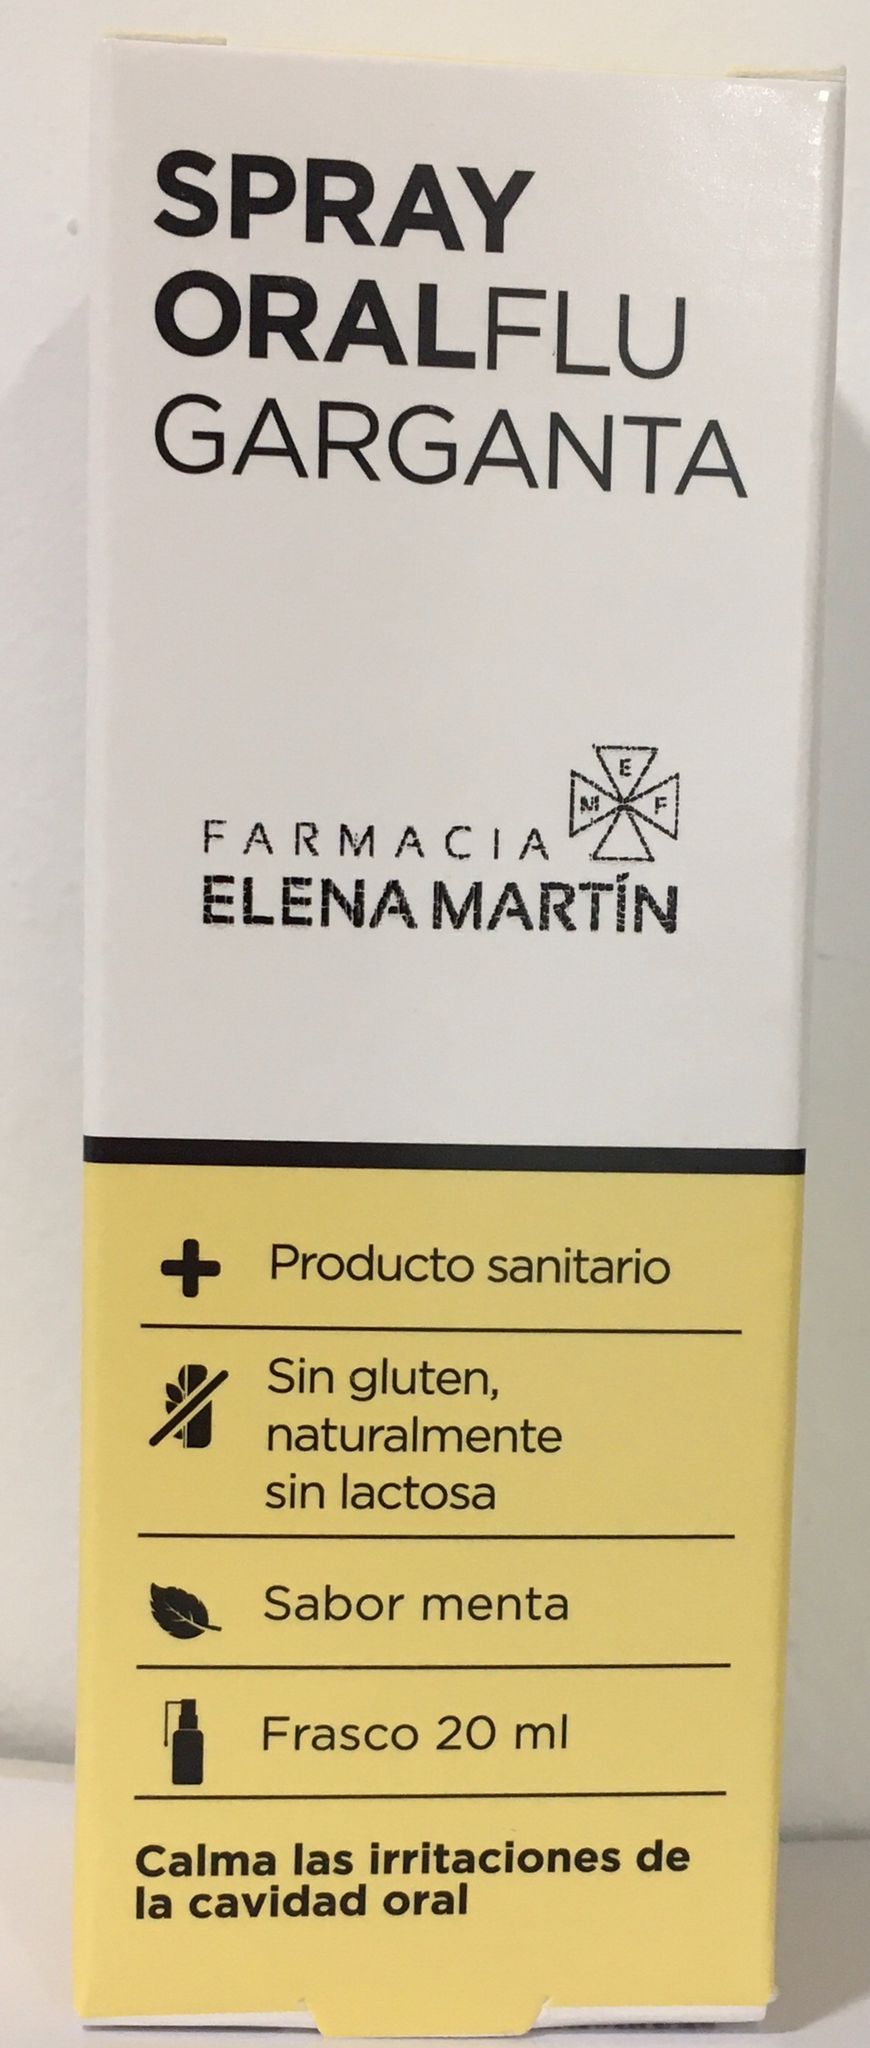 SPRAY
ORALFLU
GARGANTA
E
M F
FARMACIA
ELENA MARTÍN
Producto sanitario
Sin gluten,
naturalmente
sin lactosa
Sabor menta
Frasco 20 ml
Calma las irritaciones de
la cavidad oral